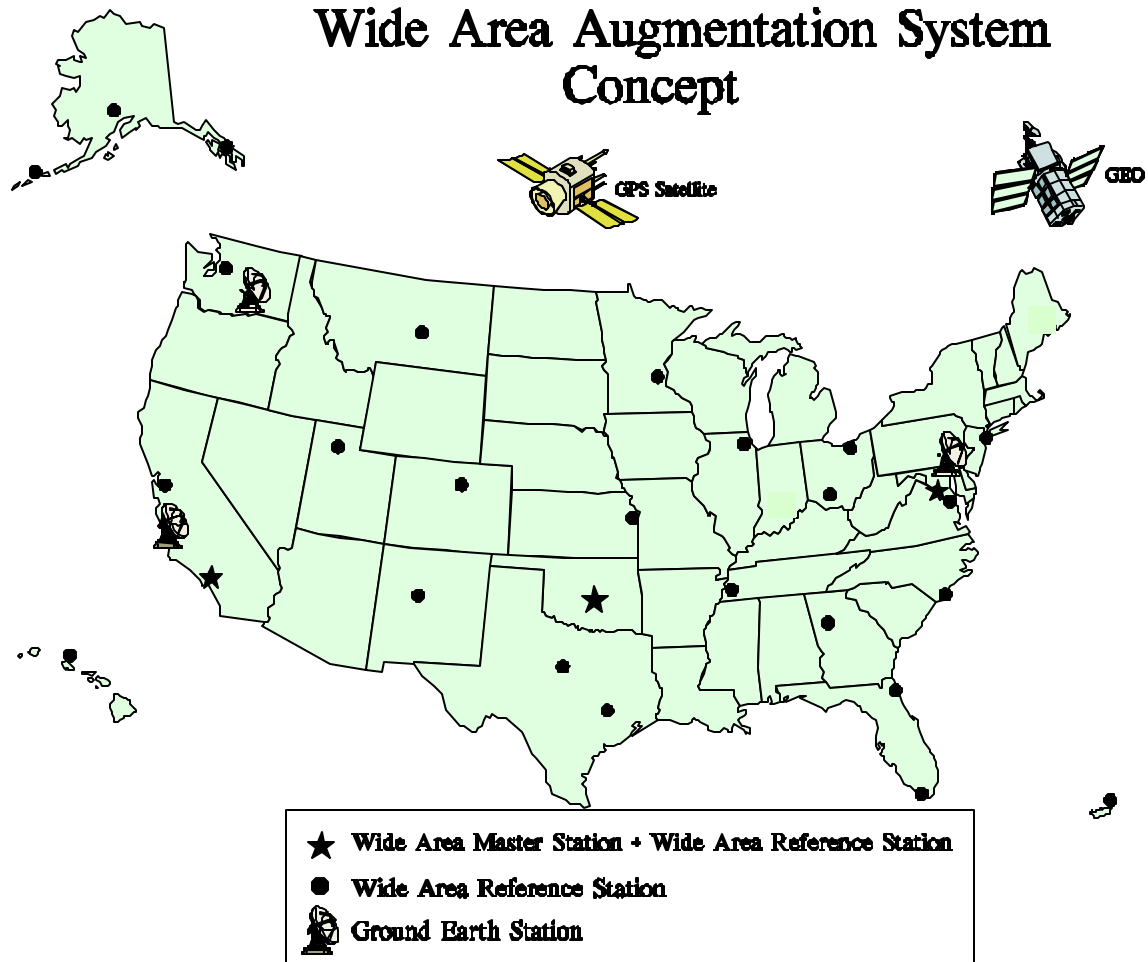 Wide Area Augmentation System
Concept
GPS Satellite
GEO
Wide Area Master Station + Wide Area Reference Station
Wide Area Reference Station
Ground Earth Station